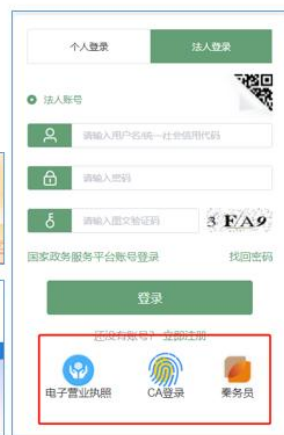 个人登录 法人登录
法人账号
请输入用户名/统一社会信用代码
请输入密码
请输入图文验证码 3 FA9
国家政务服务平台账号登录 找回密码
登录
还没有账号？ 立即注册
电子营业执照 CA登录 秦务员